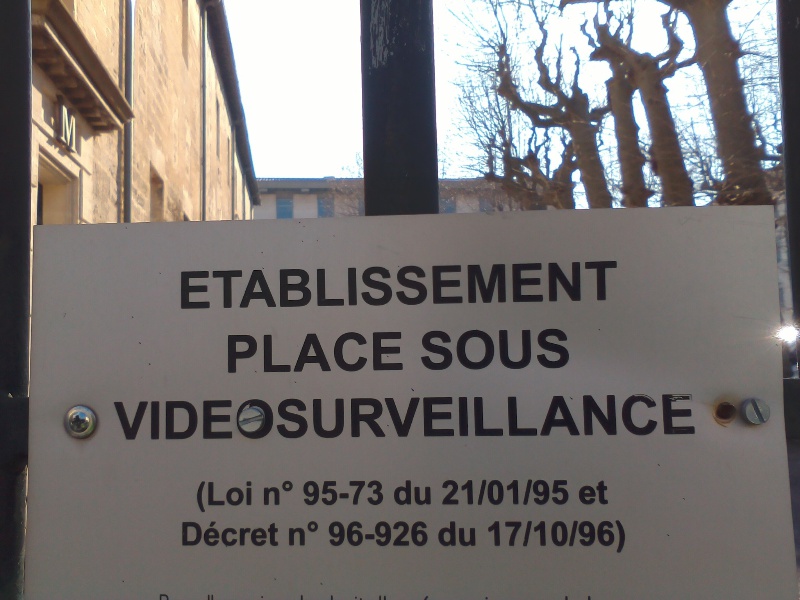 M
ETABLISSEMENT
PLACE SOUS
VIDEOSURVEILLANCE
(Loi n° 95-73 du 21/01/95 et
Décret n° 96-926 du 17/10/96)